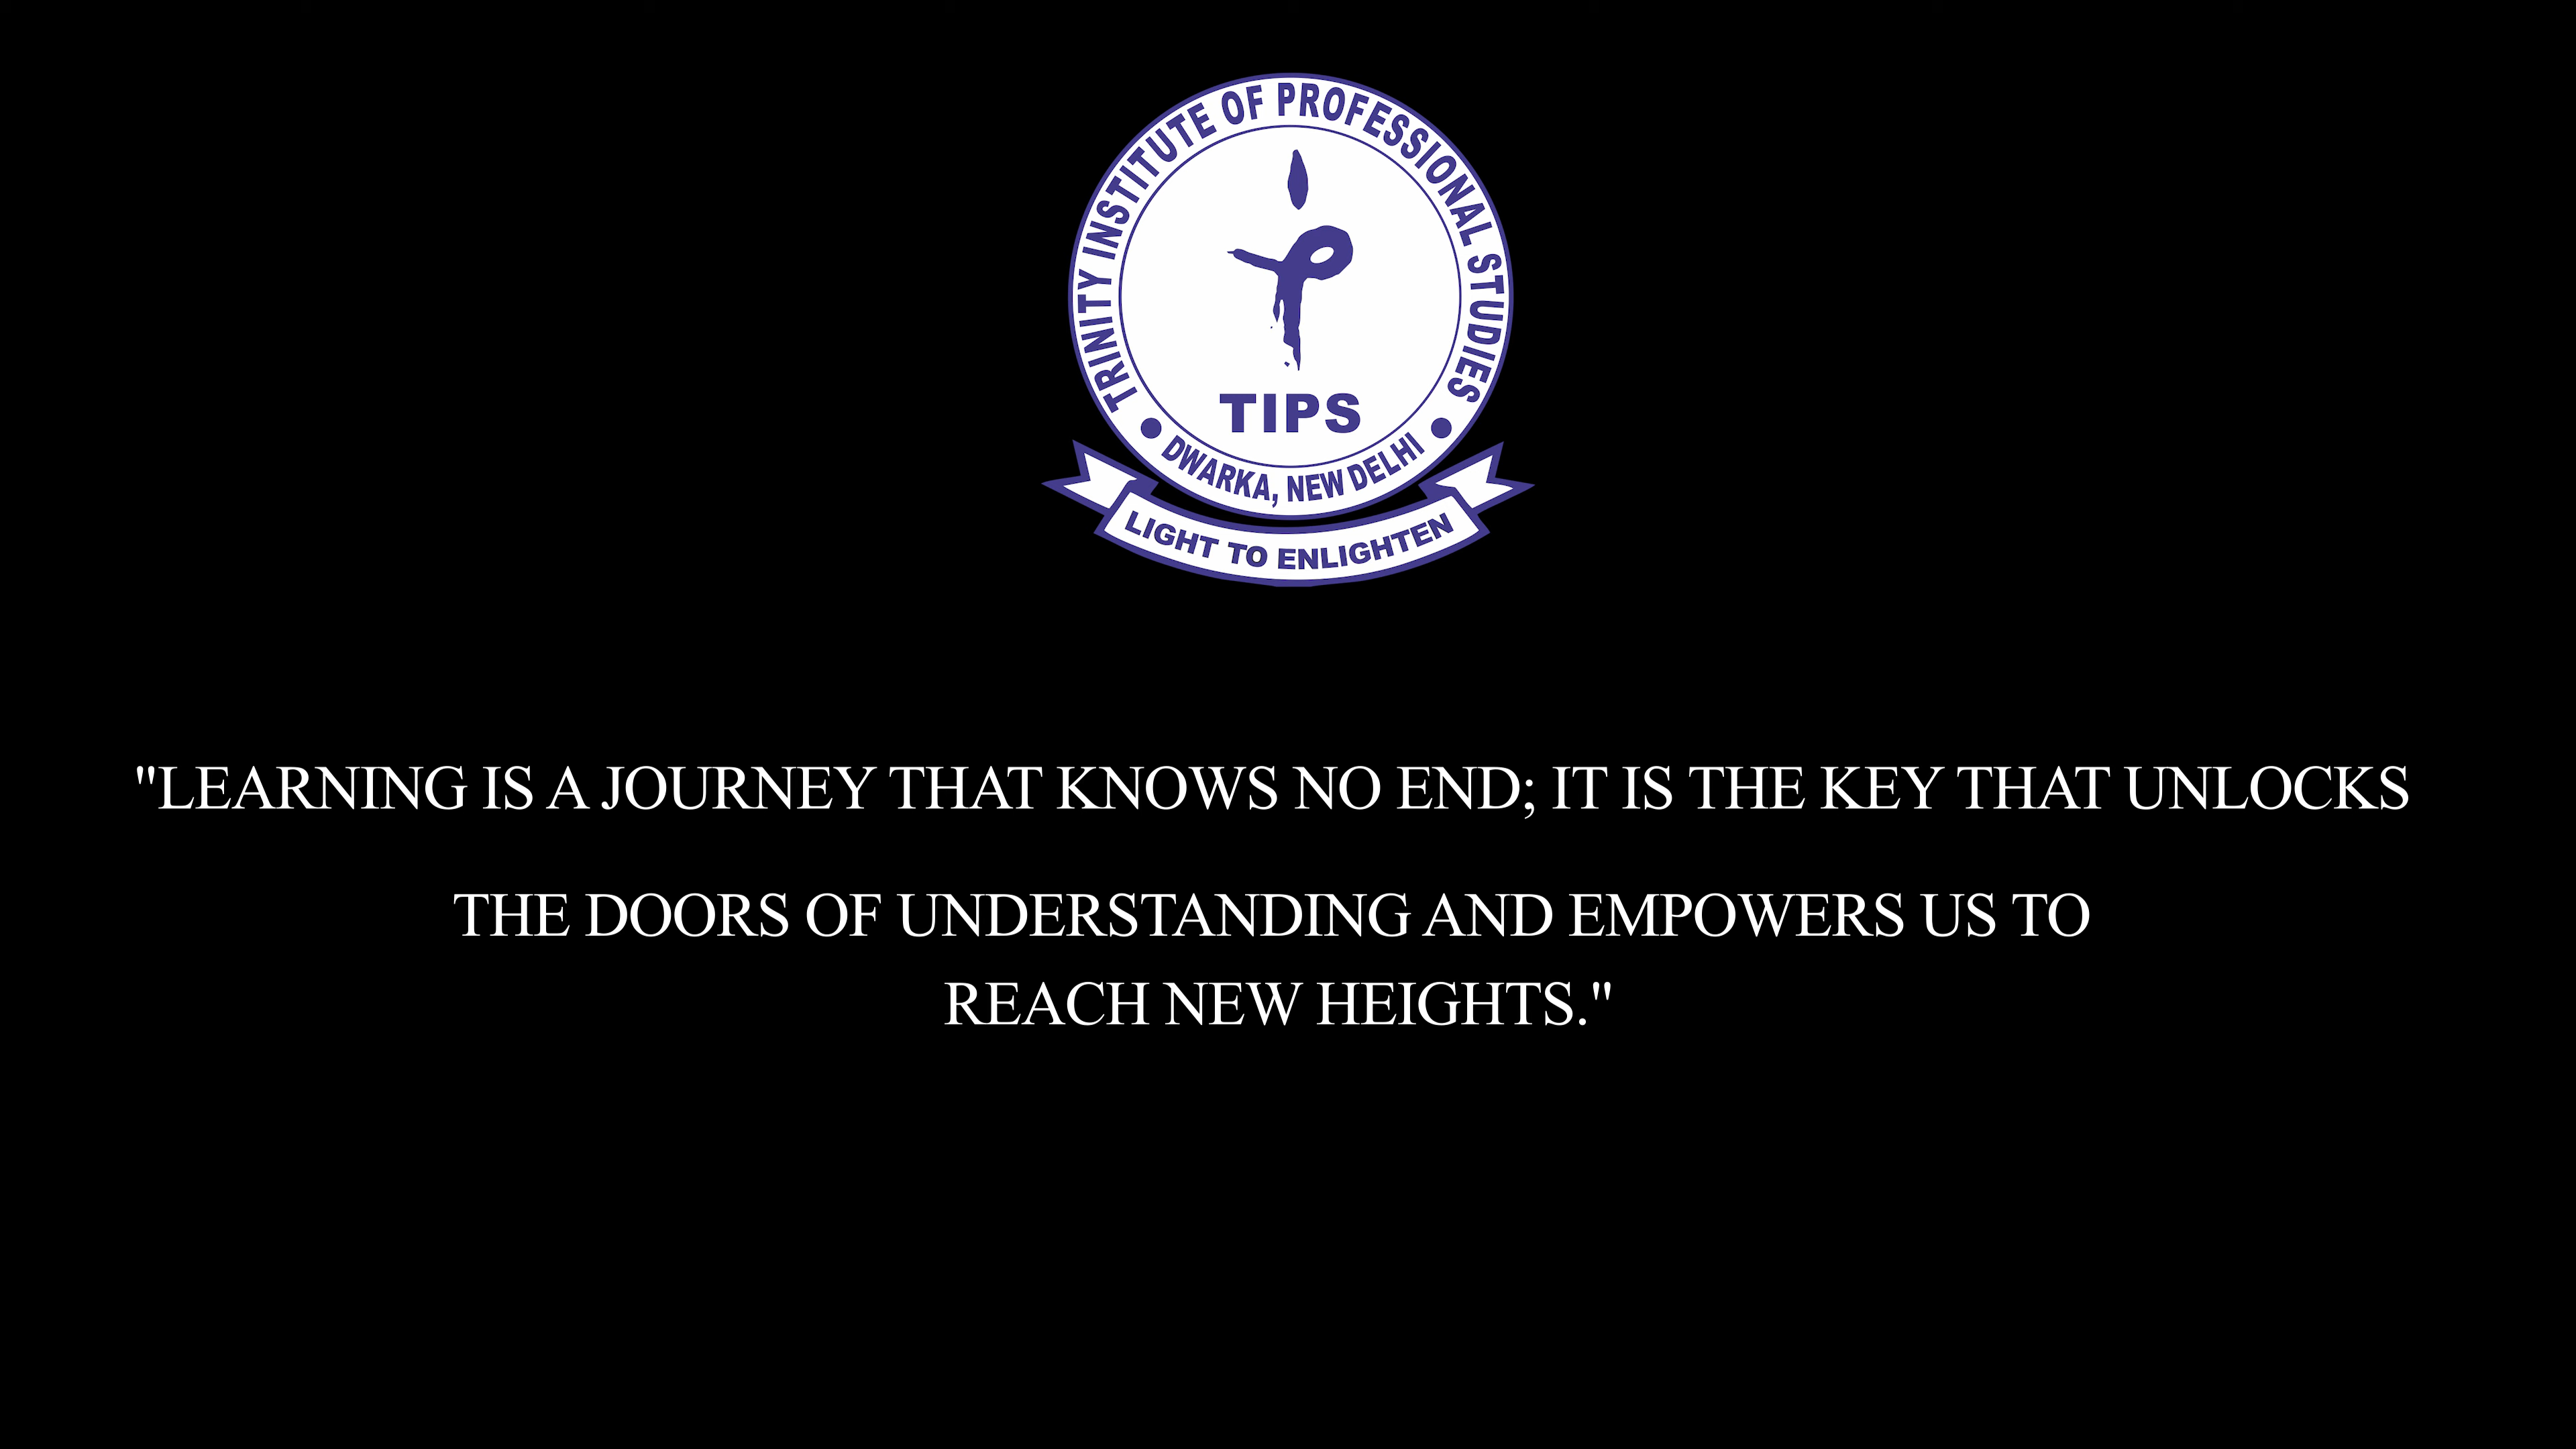 TRINITY INSTITUTE OF PROFESSIONAL STUDIES
TIPS
DWARKA, NEW DELHI
LIGHT TO ENLIGHTEN
"LEARNING IS A JOURNEY THAT KNOWS NO END; IT IS THE KEY THAT UNLOCKS
THE DOORS OF UNDERSTANDING AND EMPOWERS US TO
REACH NEW HEIGHTS."